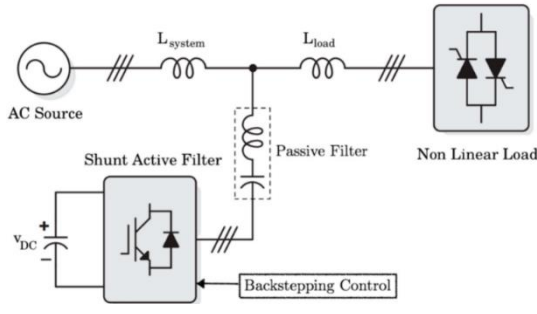 L_system
L_load
AC Source
Non Linear Load
Passive Filter
Shunt Active Filter
+
v_DC
−
Backstepping Control